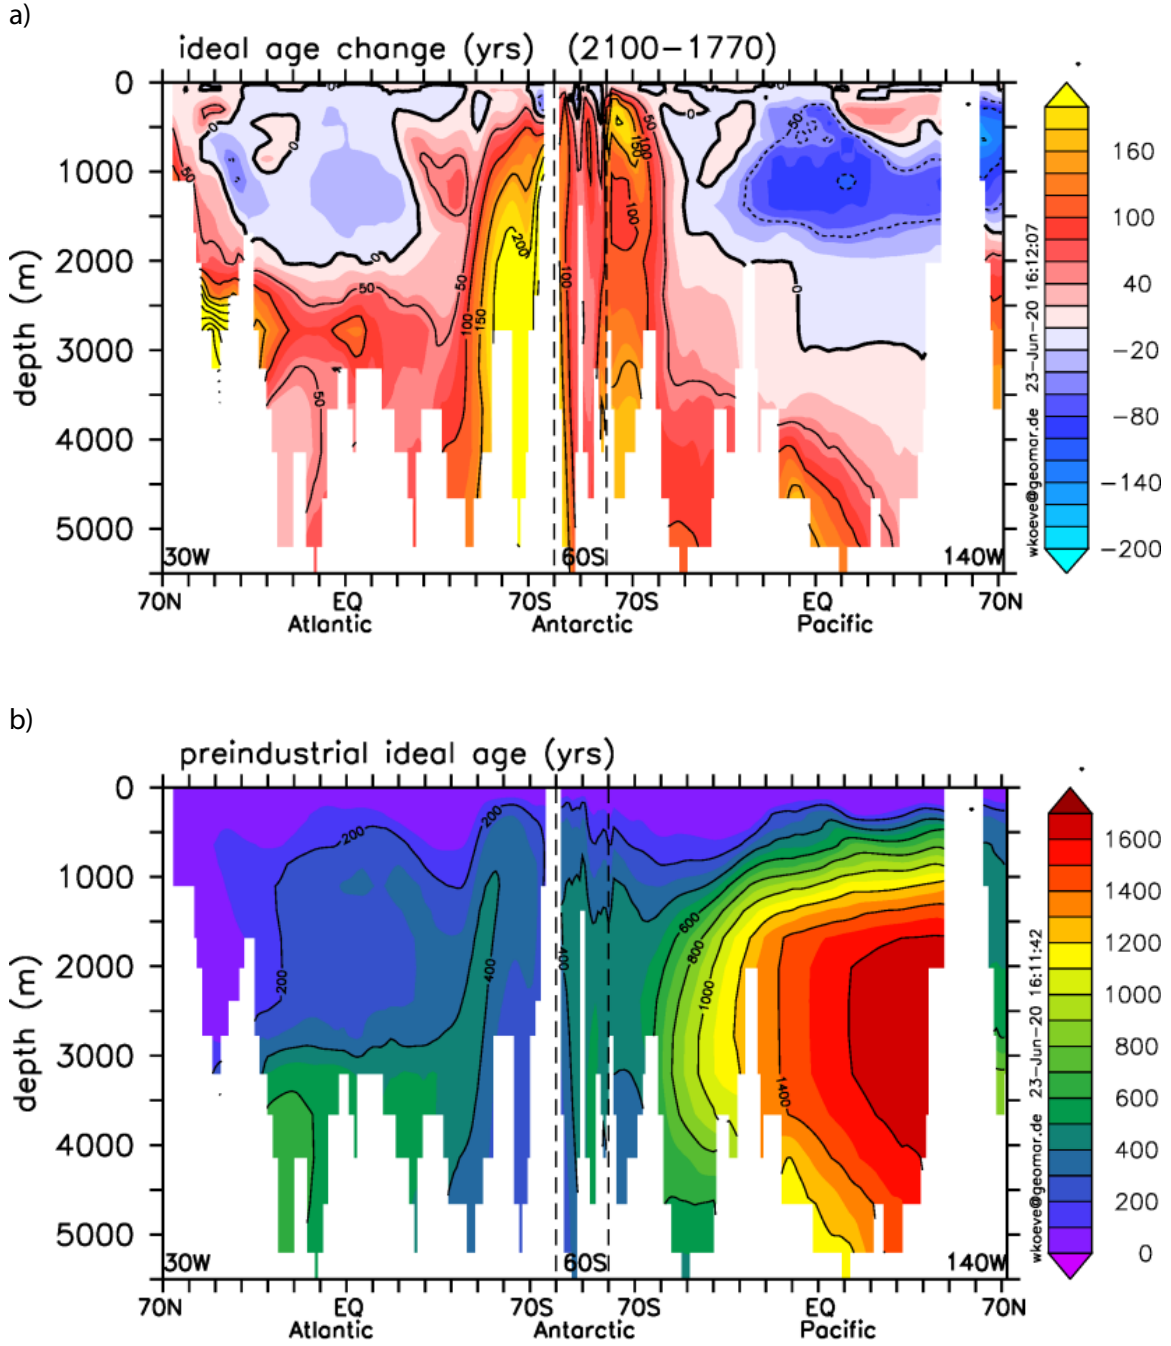 a)
ideal age change (yrs) (2100−1770)
0
1000
2000
3000
4000
5000
depth (m)
0
0
0
0
0
0
50
50
50
50
100
150
200
100
50
100
150
100
−50
0
160
100
40
−20
−80
−140
−200
wkoeve@geomar.de 23−Jun−20 16:12:07
30W
60S
140W
70N
EQ
70S
70S
EQ
70N
Atlantic
Antarctic
Pacific
b)
preindustrial ideal age (yrs)
0
1000
2000
3000
4000
5000
depth (m)
200
200
200
400
400
600
800
1000
1400
1600
1400
1200
1000
800
600
400
200
0
wkoeve@geomar.de 23−Jun−20 16:11:42
30W
60S
140W
70N
EQ
70S
70S
EQ
70N
Atlantic
Antarctic
Pacific